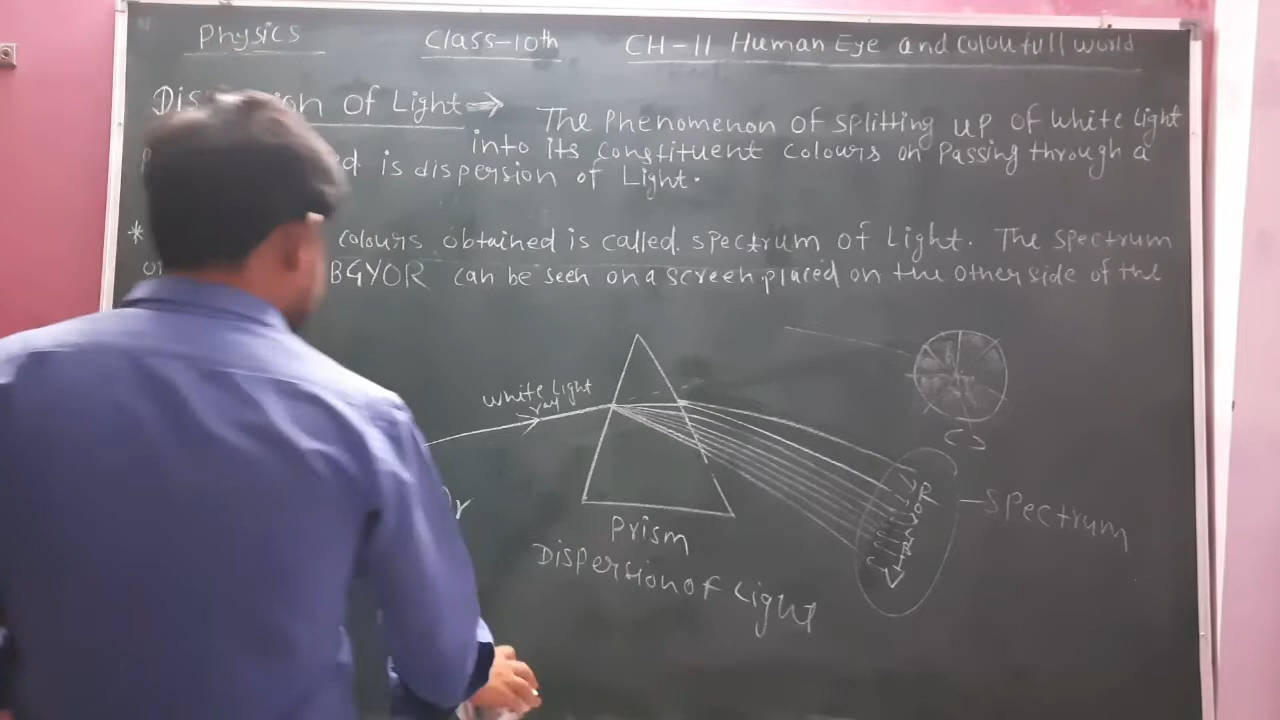 Physics Class-10th CH-11 Human Eye and colourfull world
of Light ⇒ The Phenomenon of splitting up of white light
into its constituent colours on Passing through a
is dispersion of Light.
* colours obtained is called spectrum of Light. The spectrum
BGYOR can be seen on a screen placed on the other side of the
white light
ray
R
O
Y
-Spectrum
Prism
Dispersion of Light